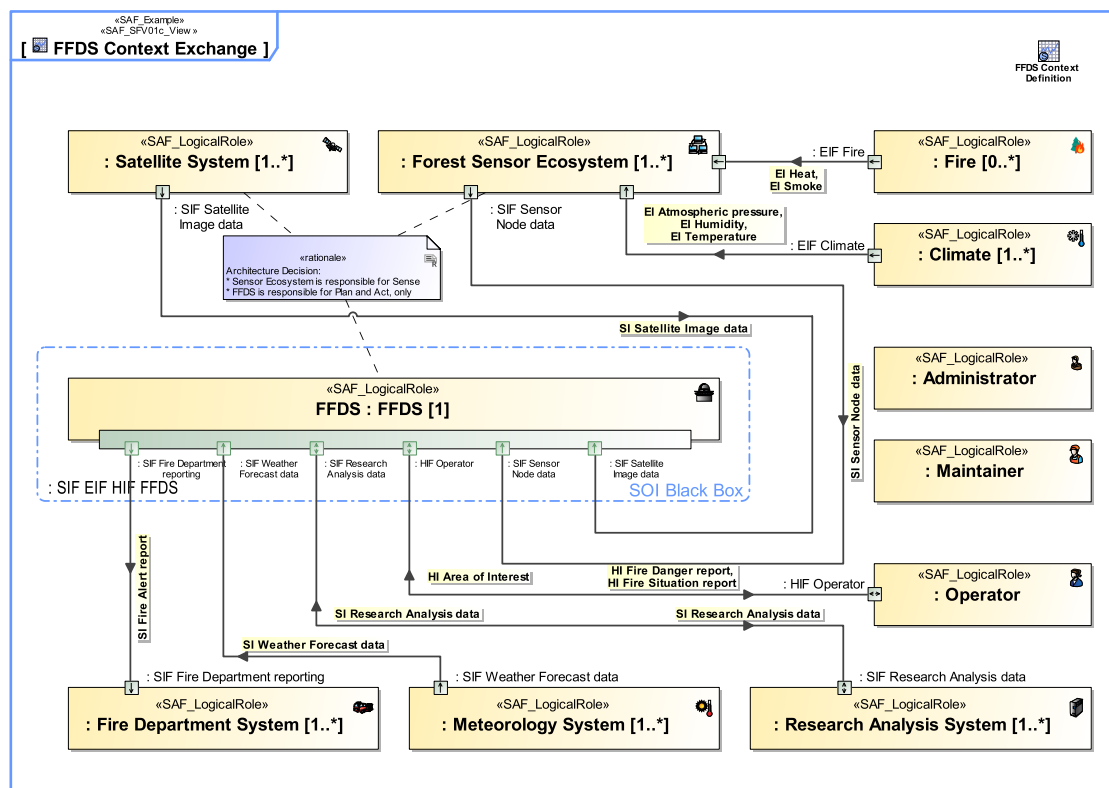 «SAF_Example»
«SAF_SFV01c_View»
[ FFDS Context Exchange ]
FFDS Context
Definition
«SAF_LogicalRole»
: Satellite System [1..*]
«SAF_LogicalRole»
: Forest Sensor Ecosystem [1..*]
: EIF Fire
«SAF_LogicalRole»
: Fire [0..*]
EI Heat,
EI Smoke
: SIF Satellite
Image data
: SIF Sensor
Node data
EI Atmospheric pressure,
EI Humidity,
EI Temperature
: EIF Climate
«SAF_LogicalRole»
: Climate [1..*]
«rationale»
Architecture Decision:
* Sensor Ecosystem is responsible for Sense
* FFDS is responsible for Plan and Act, only
SI Satellite Image data
SI Sensor Node data
«SAF_LogicalRole»
: Administrator
«SAF_LogicalRole»
FFDS : FFDS [1]
«SAF_LogicalRole»
: Maintainer
: SIF Fire Department
reporting
: SIF Weather
Forecast data
: SIF Research
Analysis data
: HIF Operator
: SIF Sensor
Node data
: SIF Satellite
Image data
: SIF EIF HIF FFDS
SOI Black Box
SI Fire Alert report
HI Area of Interest
HI Fire Danger report,
HI Fire Situation report
: HIF Operator
«SAF_LogicalRole»
: Operator
SI Research Analysis data
SI Research Analysis data
SI Weather Forecast data
: SIF Fire Department reporting
: SIF Weather Forecast data
: SIF Research Analysis data
«SAF_LogicalRole»
: Fire Department System [1..*]
«SAF_LogicalRole»
: Meteorology System [1..*]
«SAF_LogicalRole»
: Research Analysis System [1..*]